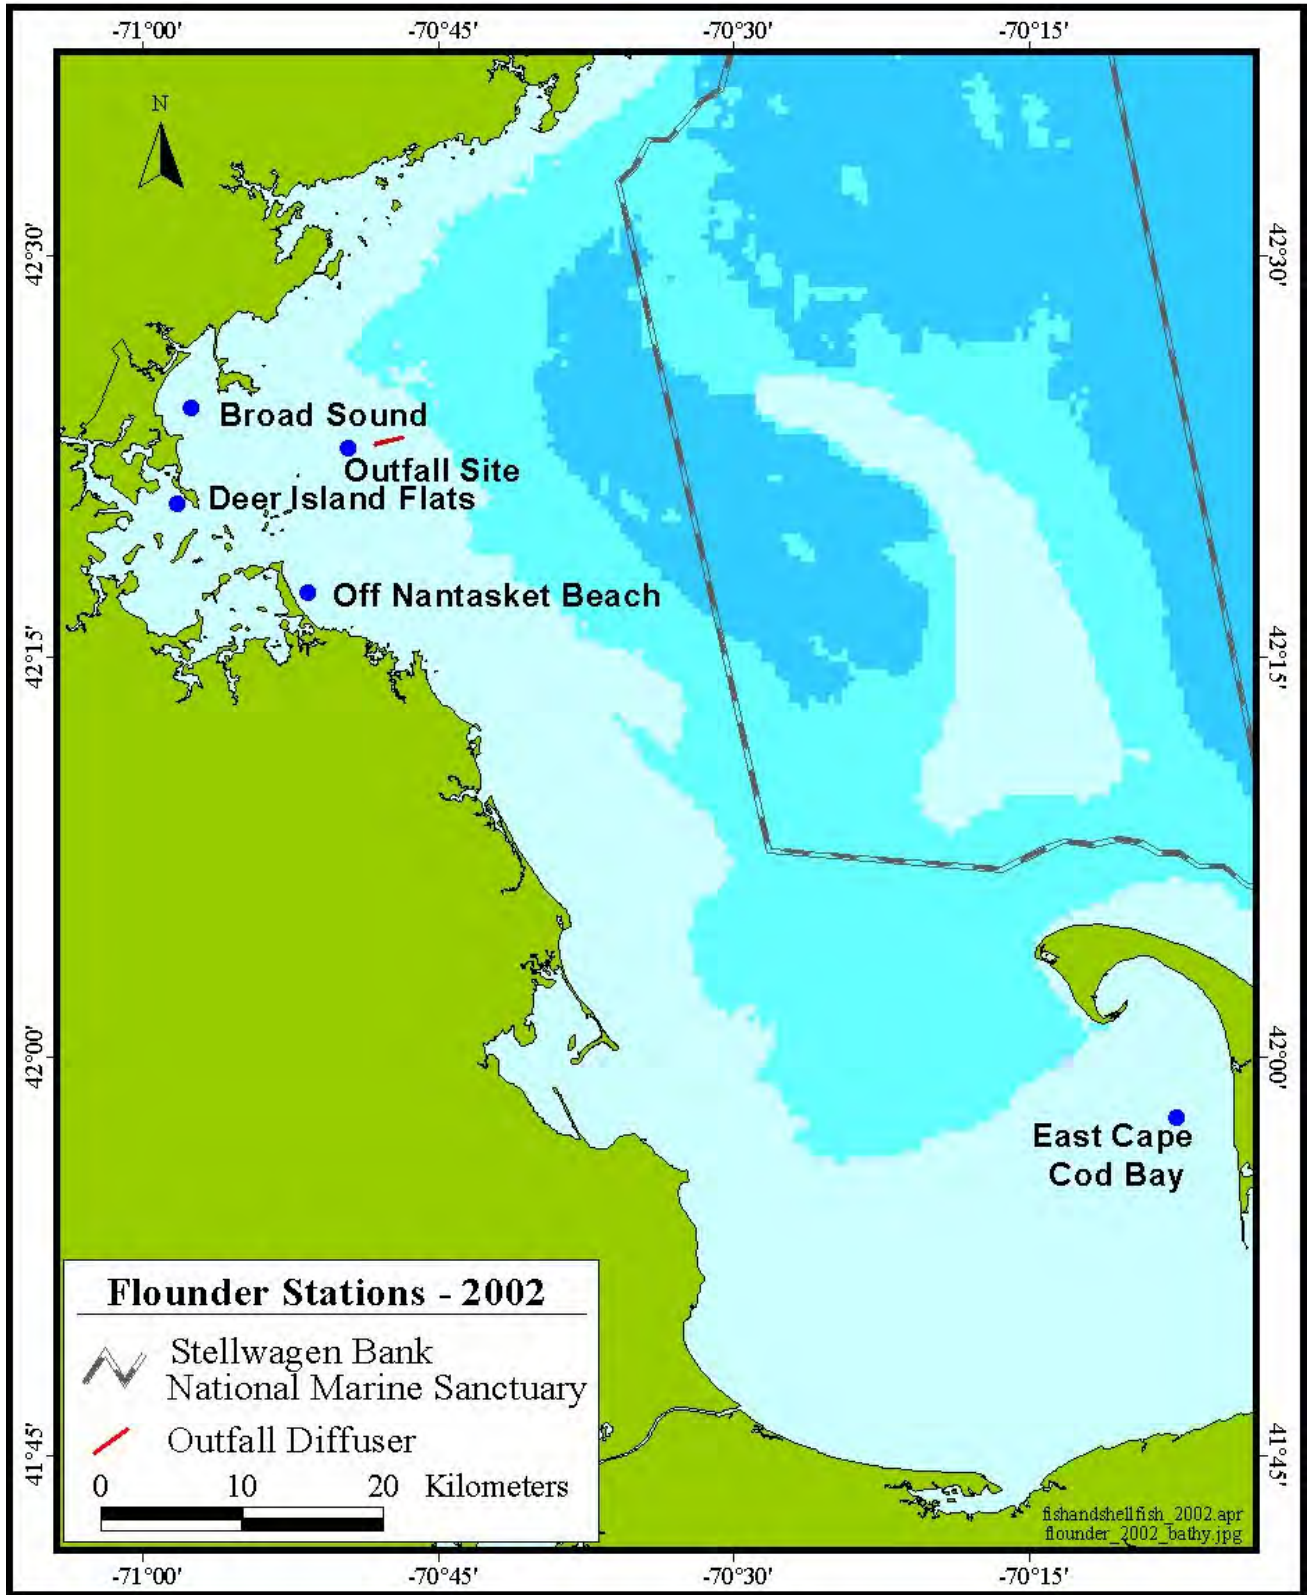 -71°00'
-70°45'
-70°30'
-70°15'
N
42°30'
42°30'
Broad Sound
Outfall Site
Deer Island Flats
Off Nantasket Beach
42°15'
42°15'
42°00'
42°00'
East Cape
Cod Bay
Flounder Stations - 2002
Stellwagen Bank
National Marine Sanctuary
Outfall Diffuser
0 10 20 Kilometers
41°45'
41°45'
fishandshellfish_2002.apr
flounder_2002_bathy.jpg
-71°00'
-70°45'
-70°30'
-70°15'